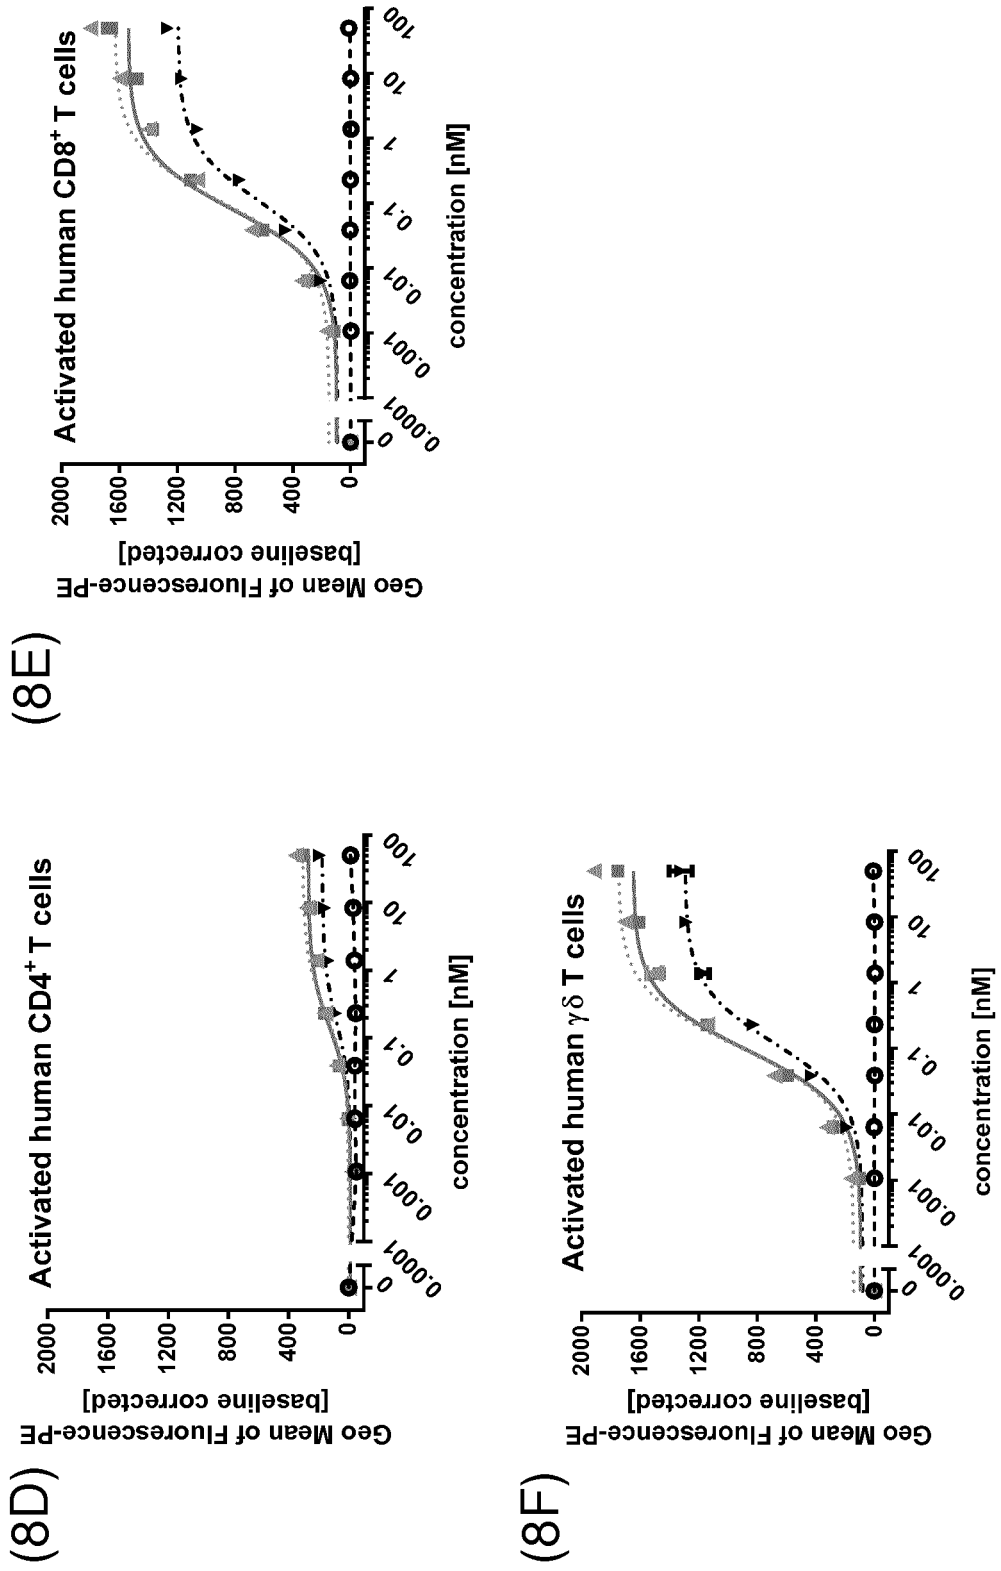 (8D)
Activated human CD4+ T cells
Geo Mean of Fluorescence-PE
[baseline corrected]
2000
1600
1200
800
400
0
0 0.0001 0.001 0.01 0.1 1 10 100
concentration [nM]
(8E)
Activated human CD8+ T cells
Geo Mean of Fluorescence-PE
[baseline corrected]
2000
1600
1200
800
400
0
0 0.0001 0.001 0.01 0.1 1 10 100
concentration [nM]
(8F)
Activated human γδ T cells
Geo Mean of Fluorescence-PE
[baseline corrected]
2000
1600
1200
800
400
0
0 0.0001 0.001 0.01 0.1 1 10 100
concentration [nM]